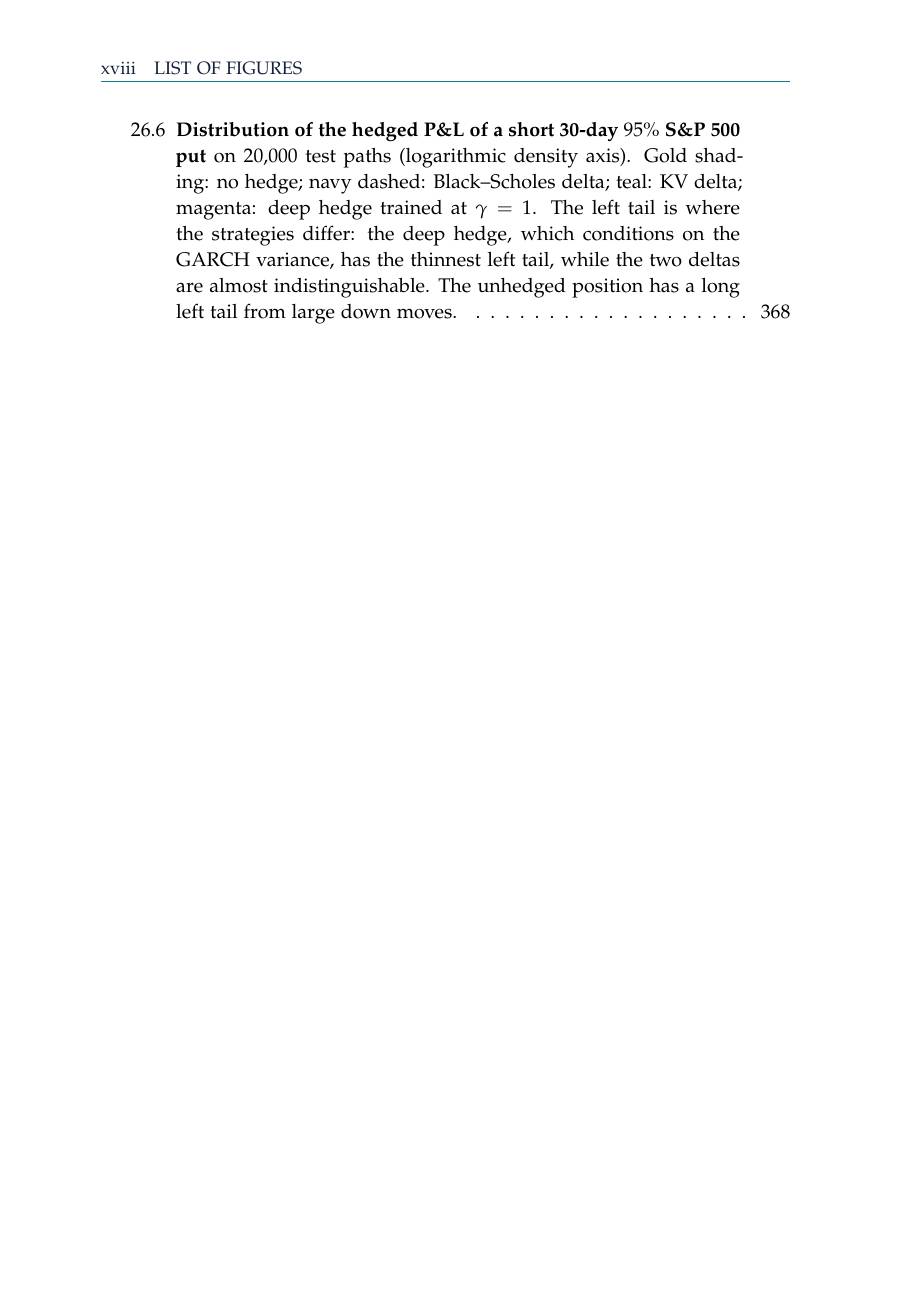 xviii LIST OF FIGURES
26.6 Distribution of the hedged P&L of a short 30-day 95% S&P 500
put on 20,000 test paths (logarithmic density axis). Gold shad-
ing: no hedge; navy dashed: Black–Scholes delta; teal: KV delta;
magenta: deep hedge trained at γ = 1. The left tail is where
the strategies differ: the deep hedge, which conditions on the
GARCH variance, has the thinnest left tail, while the two deltas
are almost indistinguishable. The unhedged position has a long
left tail from large down moves. . . . . . . . . . . . . . . . . . . . 368